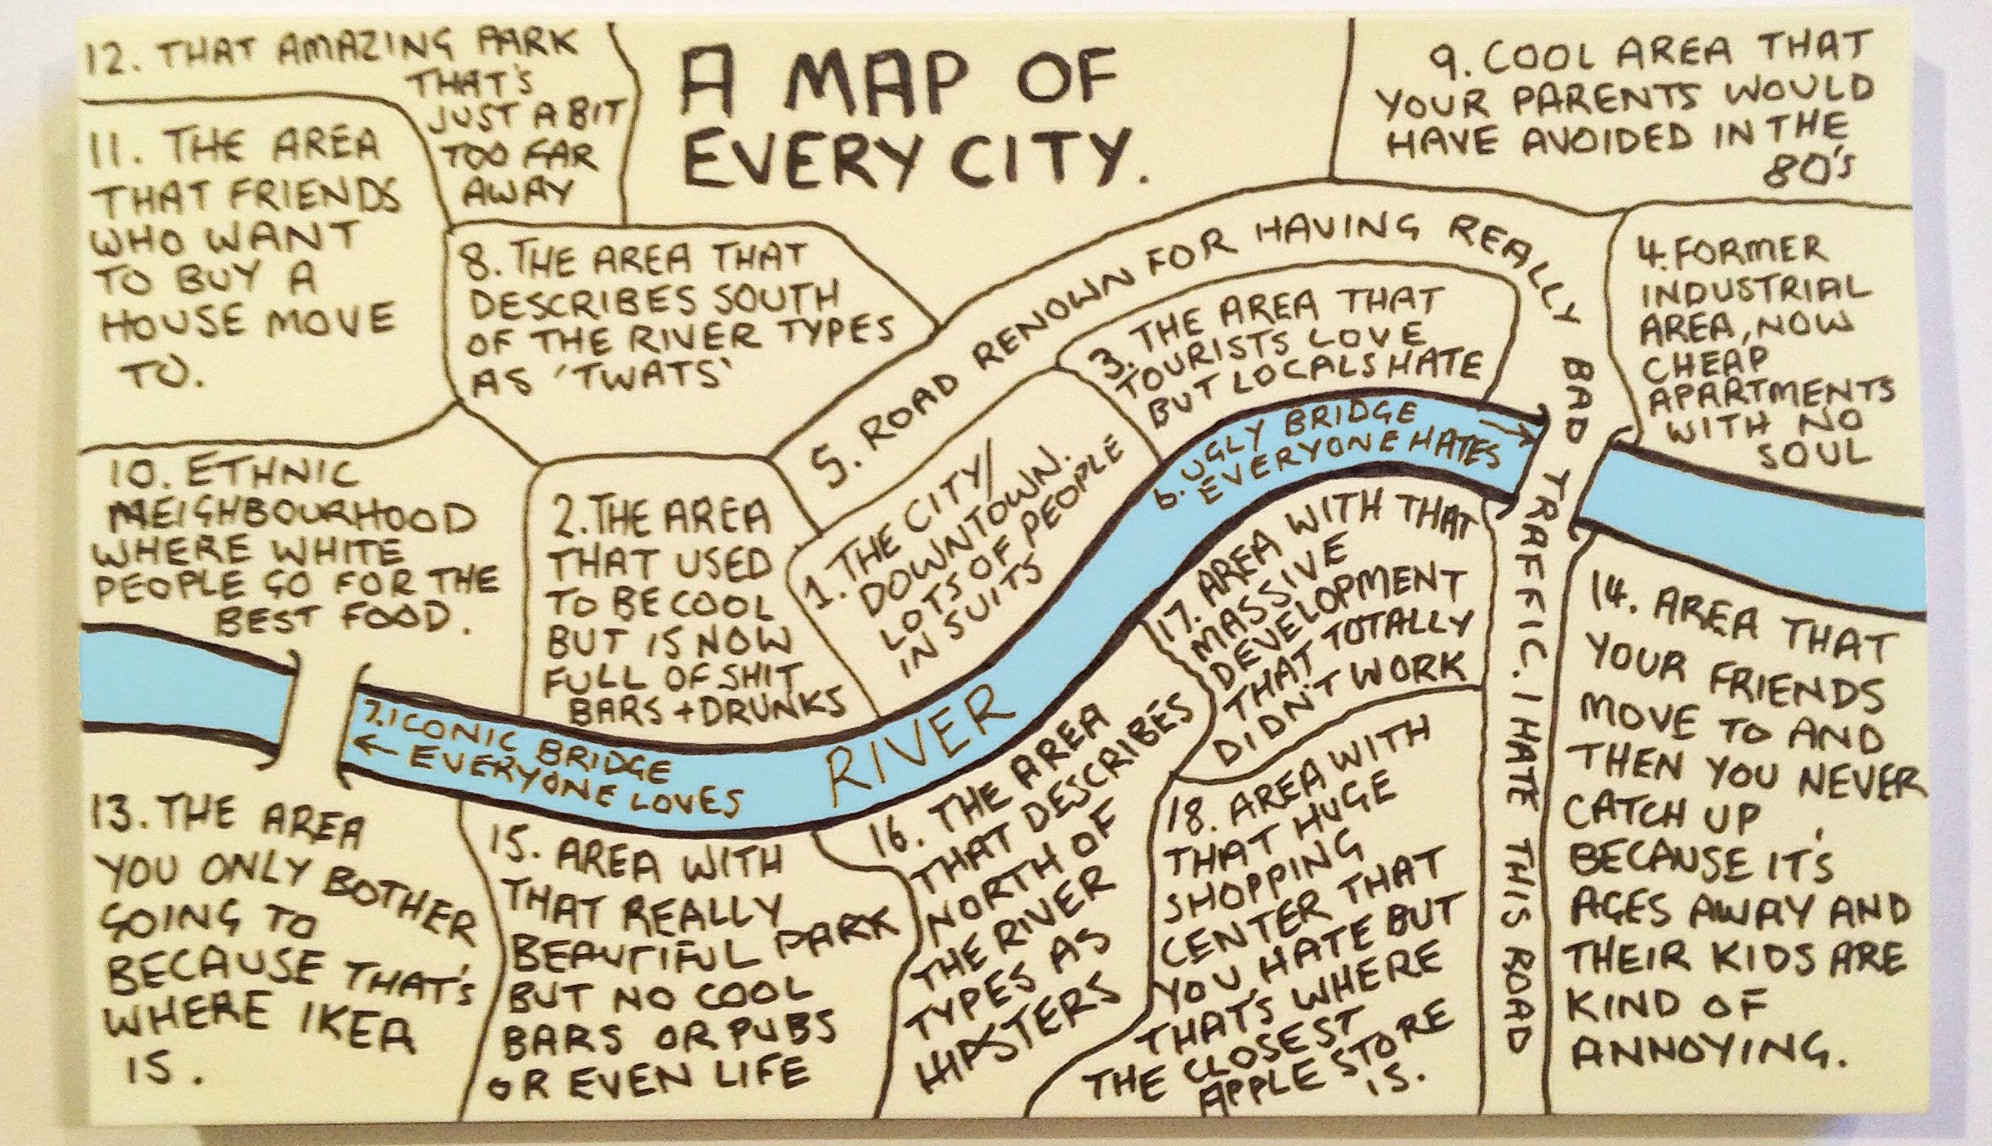 A MAP OF
EVERY CITY.
12. THAT AMAZING PARK
THAT'S
JUST A BIT
TOO FAR
AWAY
11. THE AREA
THAT FRIENDS
WHO WANT
TO BUY A
HOUSE MOVE
TO.
8. THE AREA THAT
DESCRIBES SOUTH
OF THE RIVER TYPES
AS 'TWATS'
9. COOL AREA THAT
YOUR PARENTS WOULD
HAVE AVOIDED IN THE
80'S
5. ROAD RENOWN FOR HAVING REALLY BAD TRAFFIC. I HATE THIS ROAD
3. THE AREA THAT
TOURISTS LOVE
BUT LOCALS HATE
4. FORMER
INDUSTRIAL
AREA, NOW
CHEAP
APARTMENTS
WITH NO
SOUL
10. ETHNIC
NEIGHBOURHOOD
WHERE WHITE
PEOPLE GO FOR THE
BEST FOOD.
2. THE AREA
THAT USED
TO BE COOL
BUT IS NOW
FULL OF SHIT
BARS + DRUNKS
1. THE CITY/
DOWNTOWN.
LOTS OF PEOPLE
IN SUITS
6. UGLY BRIDGE
EVERYONE HATES
7. ICONIC BRIDGE
EVERYONE LOVES
RIVER
17. AREA WITH THAT
MASSIVE
DEVELOPMENT
THAT TOTALLY
DIDN'T WORK
14. AREA THAT
YOUR FRIENDS
MOVE TO AND
THEN YOU NEVER
CATCH UP,
BECAUSE IT'S
AGES AWAY AND
THEIR KIDS ARE
KIND OF
ANNOYING.
13. THE AREA
YOU ONLY BOTHER
GOING TO
BECAUSE THAT'S
WHERE IKEA
IS.
15. AREA WITH
THAT REALLY
BEAUTIFUL PARK
BUT NO COOL
BARS OR PUBS
OR EVEN LIFE
16. THE AREA
THAT DESCRIBES
NORTH OF
THE RIVER
TYPES AS
HIPSTERS
18. AREA WITH
THAT HUGE
SHOPPING
CENTER THAT
YOU HATE BUT
THAT'S WHERE
THE CLOSEST
APPLE STORE
IS.